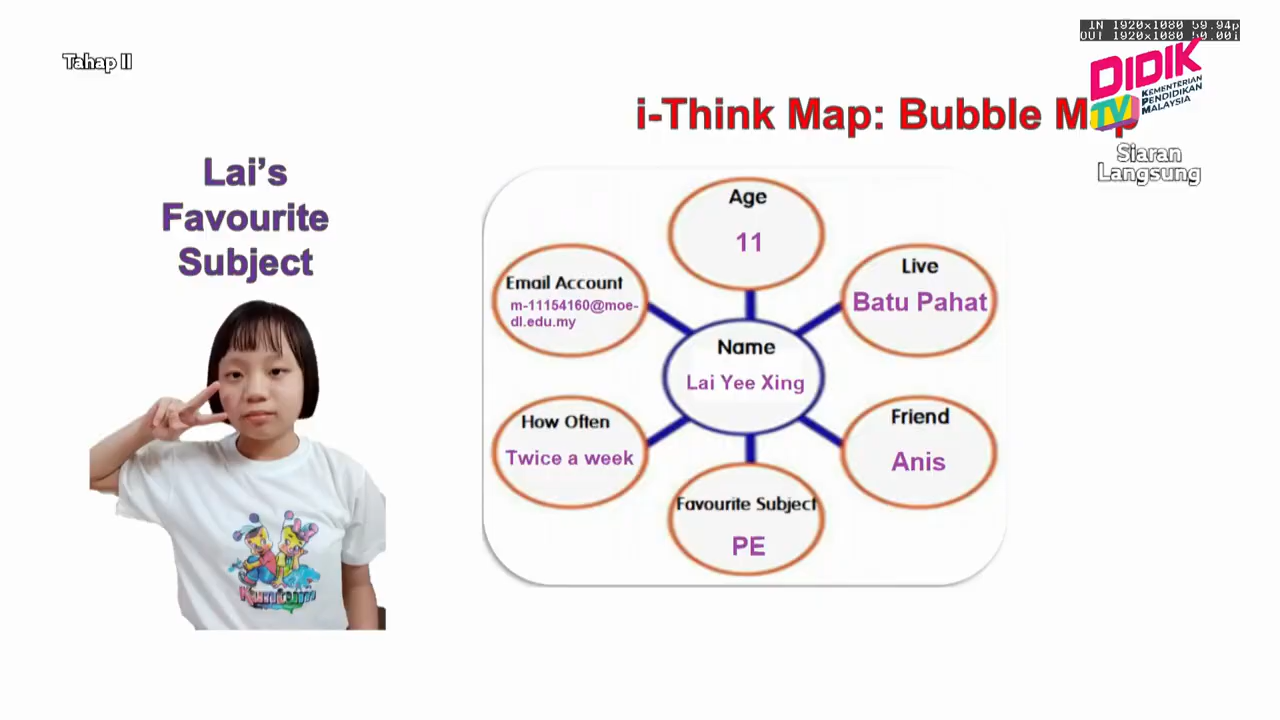 IN 1920x1080 59.94p
OUT 1920x1080 50.00i
Tahap II
DIDIK
TV
KEMENTERIAN
PENDIDIKAN
MALAYSIA
Siaran
Langsung
i-Think Map: Bubble Map
Lai's
Favourite
Subject
Kuntum
Age
11
Email Account
m-11154160@moe-
dl.edu.my
Live
Batu Pahat
Name
Lai Yee Xing
How Often
Twice a week
Friend
Anis
Favourite Subject
PE